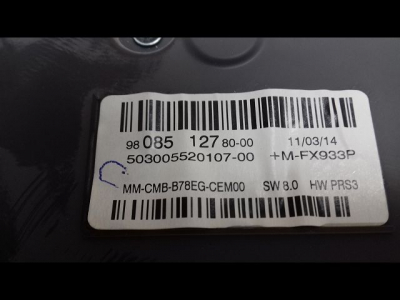 98 085 127 80-00 11/03/14
503005520107-00 +M-FX933P
MM-CMB-B78EG-CEM00 SW 8.0 HW PRS3